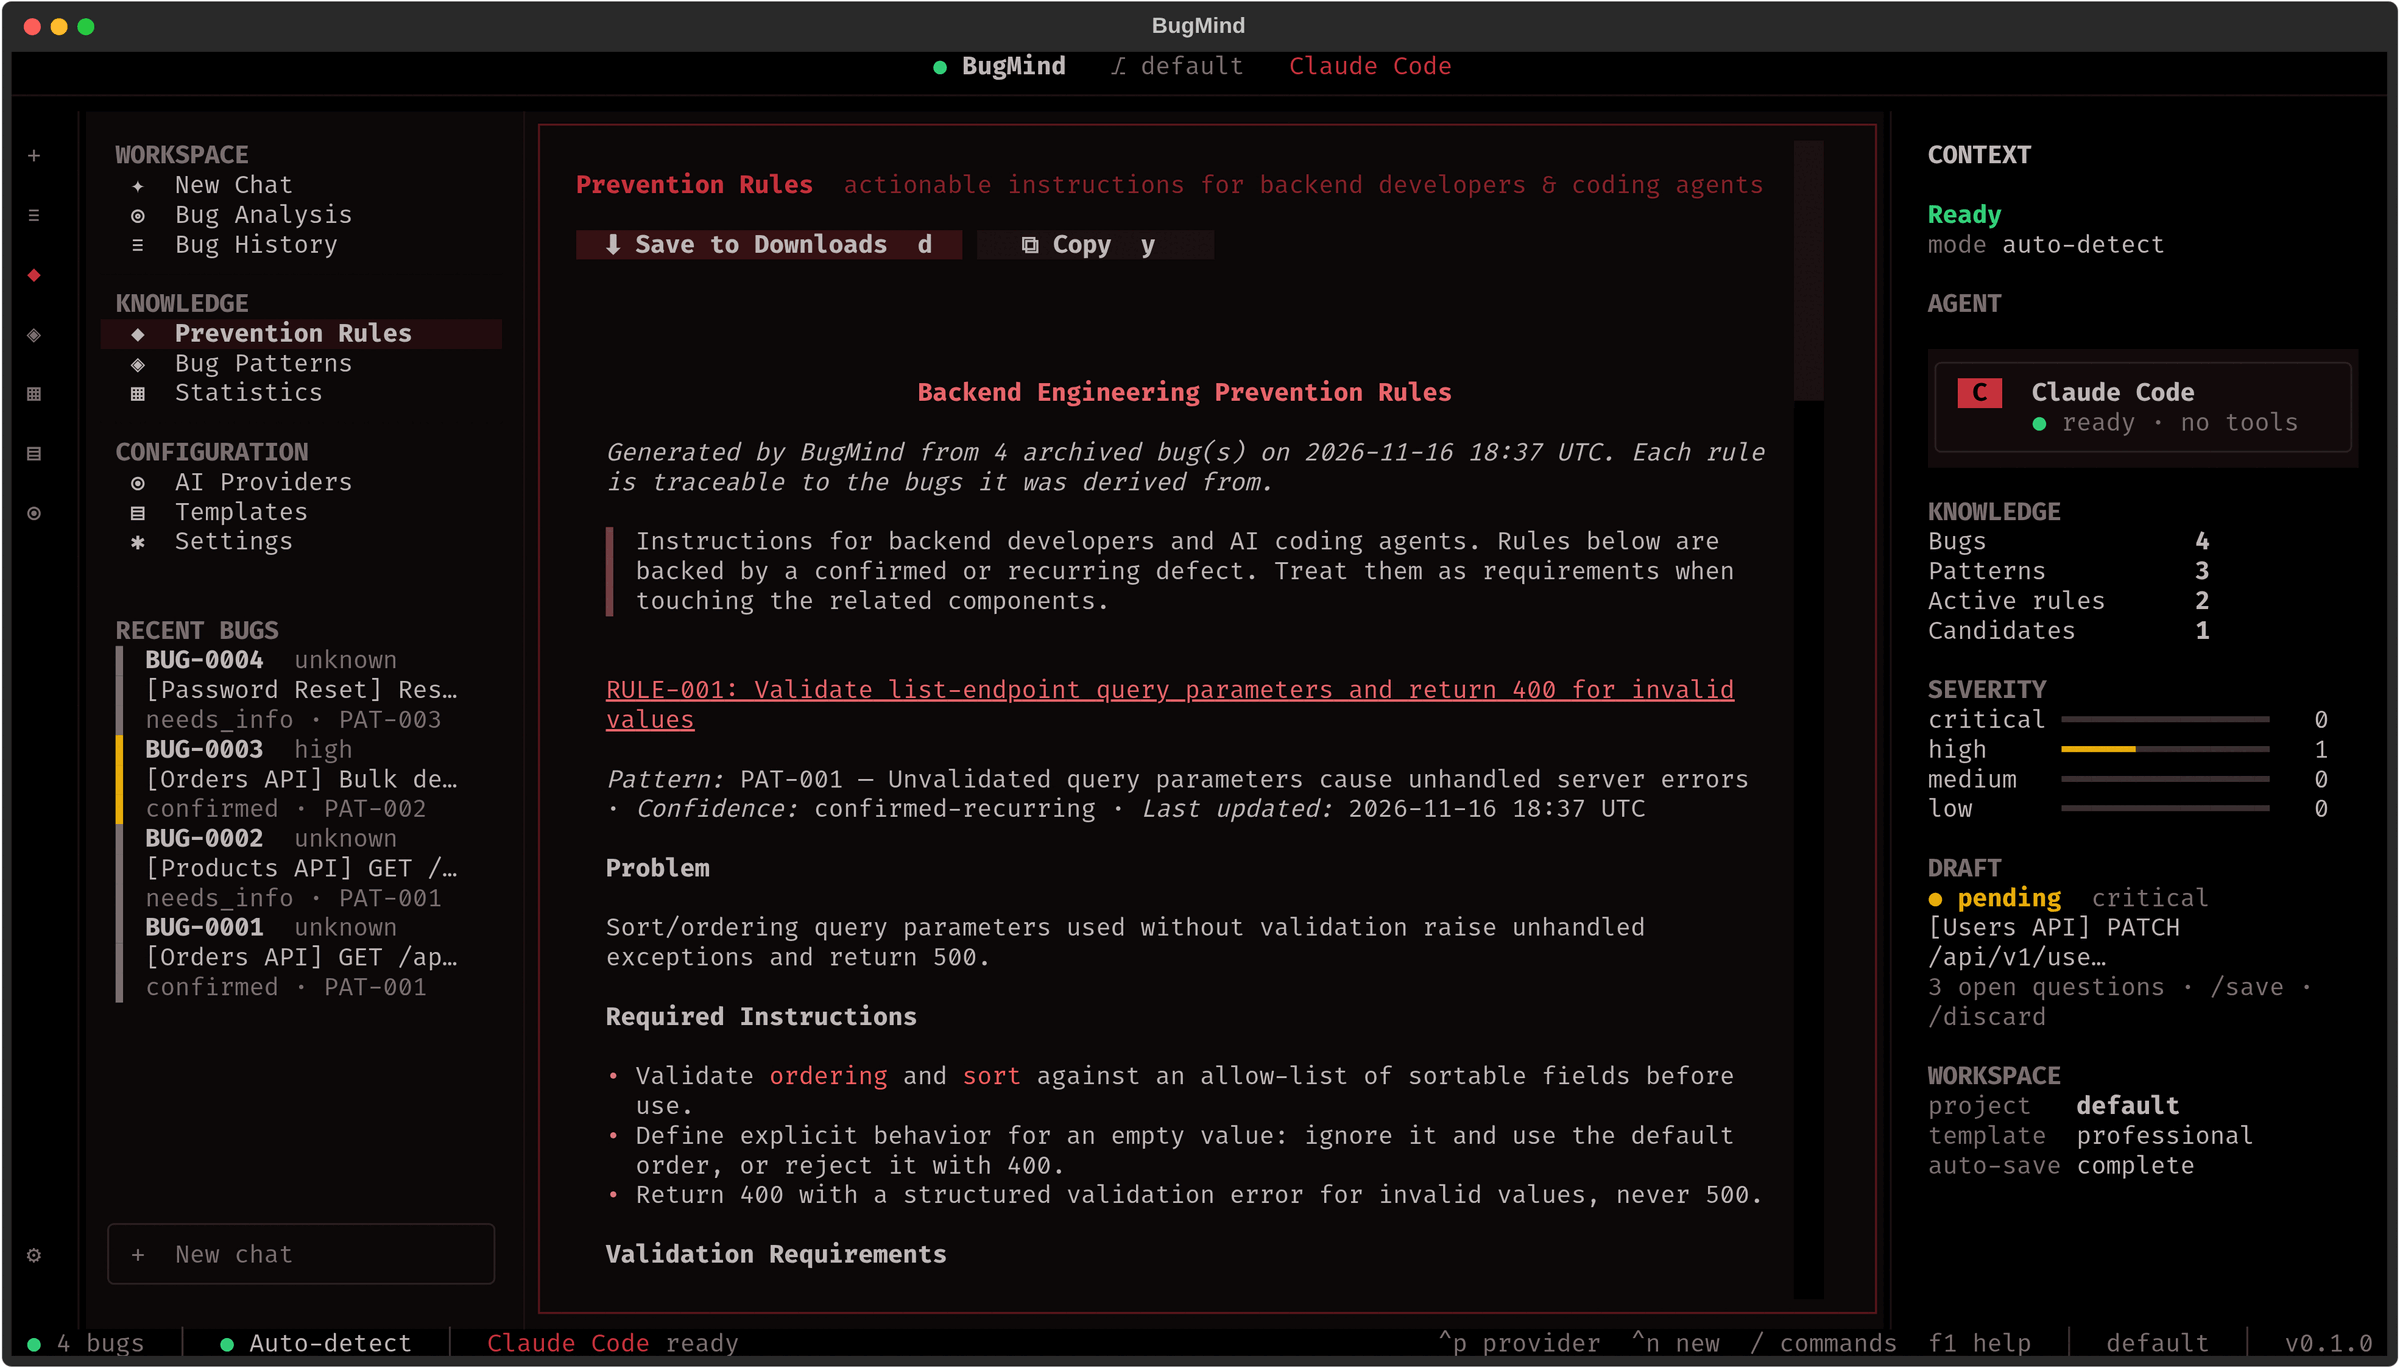 BugMind
● BugMind ⎎ default Claude Code
WORKSPACE
✦ New Chat
◎ Bug Analysis
≡ Bug History
KNOWLEDGE
◆ Prevention Rules
◈ Bug Patterns
▦ Statistics
CONFIGURATION
⊙ AI Providers
⊟ Templates
✱ Settings
RECENT BUGS
BUG-0004 unknown
[Password Reset] Res…
needs_info · PAT-003
BUG-0003 high
[Orders API] Bulk de…
confirmed · PAT-002
BUG-0002 unknown
[Products API] GET /…
needs_info · PAT-001
BUG-0001 unknown
[Orders API] GET /ap…
confirmed · PAT-001
+ New chat
Prevention Rules actionable instructions for backend developers & coding agents
⬇ Save to Downloads d ⧉ Copy y
Backend Engineering Prevention Rules
Generated by BugMind from 4 archived bug(s) on 2026-11-16 18:37 UTC. Each rule
is traceable to the bugs it was derived from.
Instructions for backend developers and AI coding agents. Rules below are
backed by a confirmed or recurring defect. Treat them as requirements when
touching the related components.
RULE-001: Validate list-endpoint query parameters and return 400 for invalid
values
Pattern: PAT-001 — Unvalidated query parameters cause unhandled server errors
· Confidence: confirmed-recurring · Last updated: 2026-11-16 18:37 UTC
Problem
Sort/ordering query parameters used without validation raise unhandled
exceptions and return 500.
Required Instructions
• Validate ordering and sort against an allow-list of sortable fields before
use.
• Define explicit behavior for an empty value: ignore it and use the default
order, or reject it with 400.
• Return 400 with a structured validation error for invalid values, never 500.
Validation Requirements
CONTEXT
Ready
mode auto-detect
AGENT
C Claude Code
● ready · no tools
KNOWLEDGE
Bugs 4
Patterns 3
Active rules 2
Candidates 1
SEVERITY
critical 0
high 1
medium 0
low 0
DRAFT
● pending critical
[Users API] PATCH
/api/v1/use…
3 open questions · /save ·
/discard
WORKSPACE
project default
template professional
auto-save complete
● 4 bugs │ ● Auto-detect │ Claude Code ready
^p provider ^n new / commands f1 help │ default │ v0.1.0